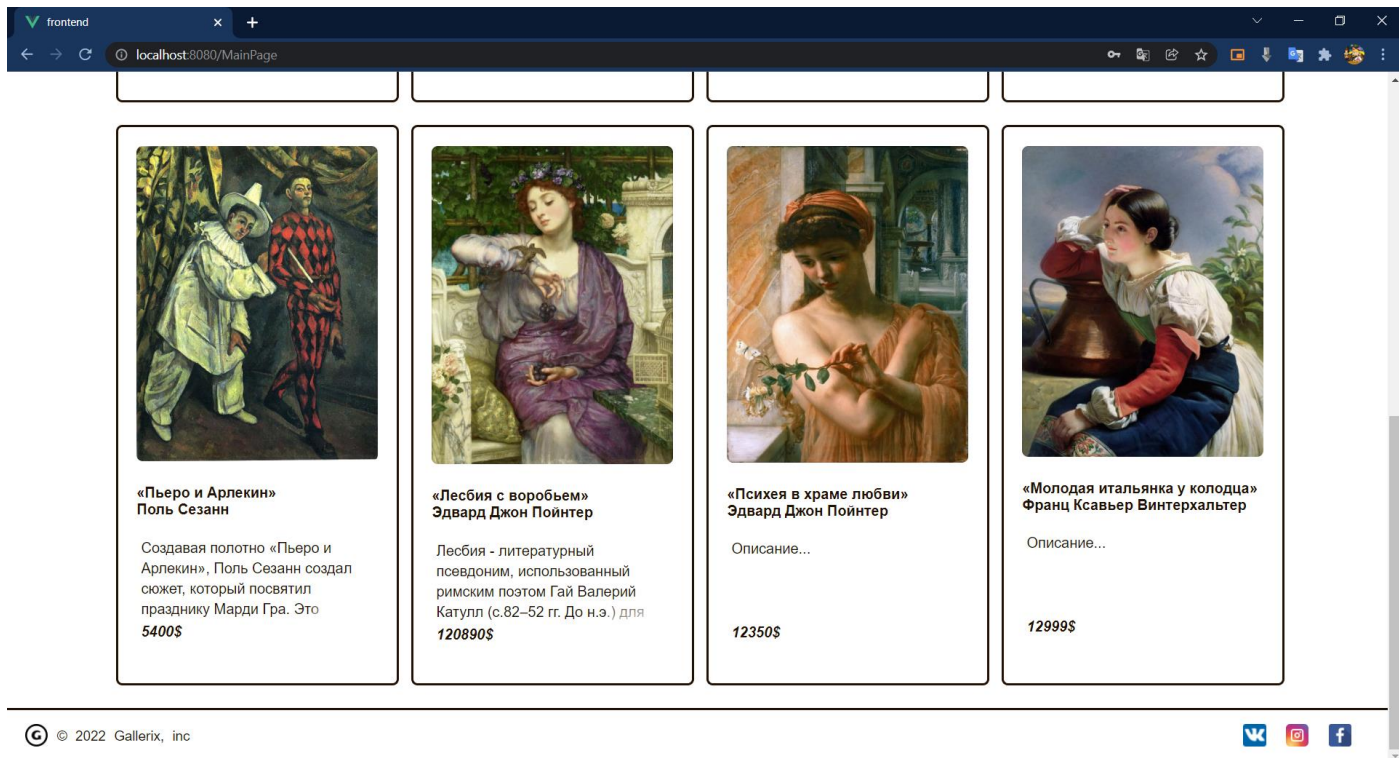 frontend
localhost:8080/MainPage
«Пьеро и Арлекин»
Поль Сезанн
Создавая полотно «Пьеро и
Арлекин», Поль Сезанн создал
сюжет, который посвятил
празднику Марди Гра. Это
5400$
«Лесбия с воробьем»
Эдвард Джон Пойнтер
Лесбия - литературный
псевдоним, использованный
римским поэтом Гай Валерий
Катулл (с.82–52 гг. До н.э.) для
120890$
«Психея в храме любви»
Эдвард Джон Пойнтер
Описание...
12350$
«Молодая итальянка у колодца»
Франц Ксавьер Винтерхальтер
Описание...
12999$
G © 2022 Gallerix, inc